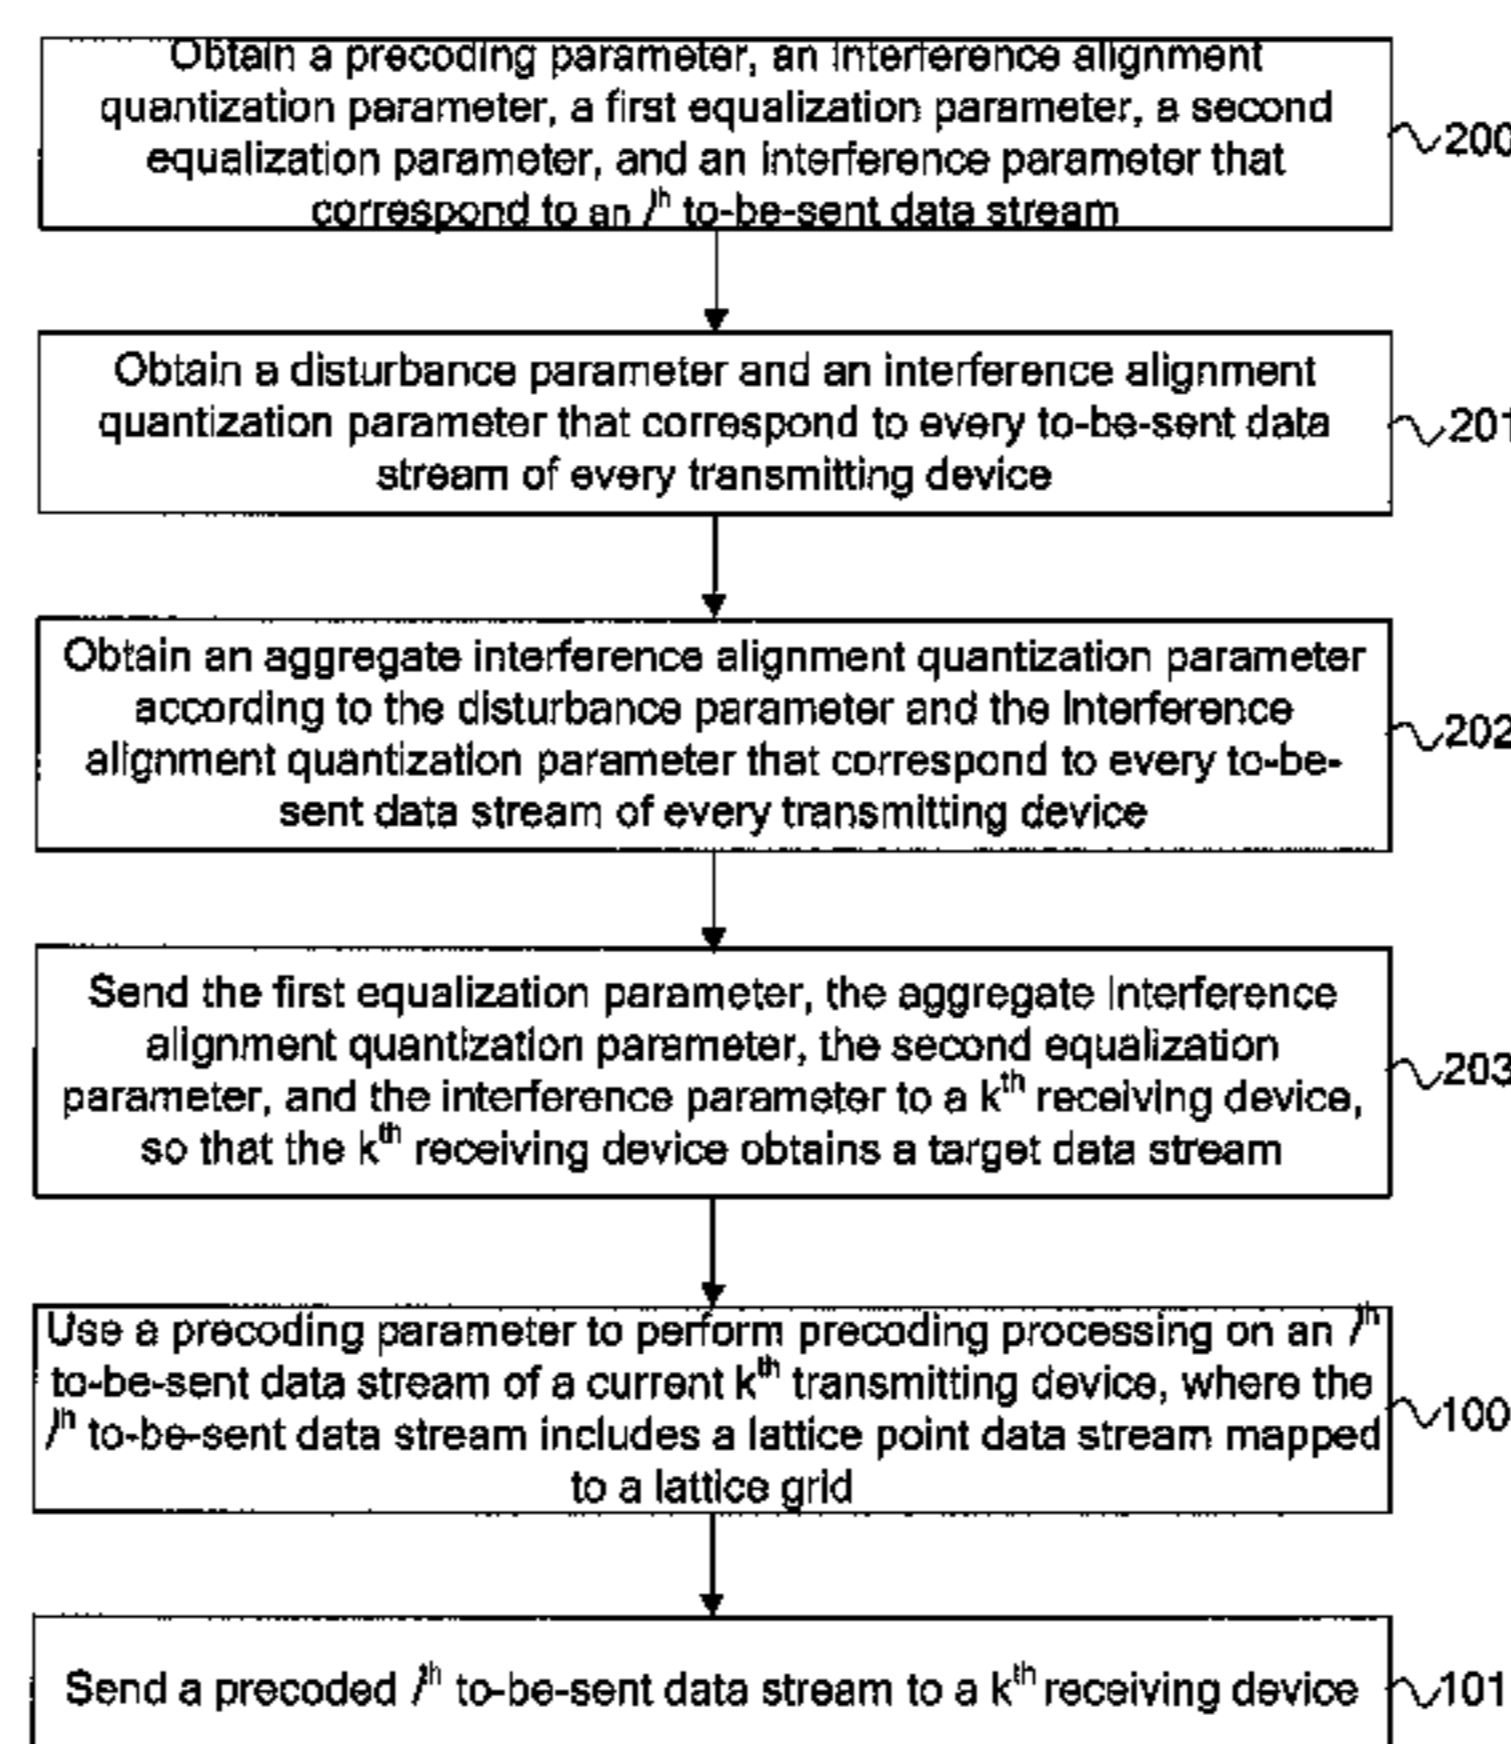 Obtain a precoding parameter, an interference alignment
quantization parameter, a first equalization parameter, a second
equalization parameter, and an interference parameter that
correspond to an lth to-be-sent data stream
200
Obtain a disturbance parameter and an interference alignment
quantization parameter that correspond to every to-be-sent data
stream of every transmitting device
201
Obtain an aggregate interference alignment quantization parameter
according to the disturbance parameter and the interference
alignment quantization parameter that correspond to every to-be-
sent data stream of every transmitting device
202
Send the first equalization parameter, the aggregate interference
alignment quantization parameter, the second equalization
parameter, and the interference parameter to a kth receiving device,
so that the kth receiving device obtains a target data stream
203
Use a precoding parameter to perform precoding processing on an lth
to-be-sent data stream of a current kth transmitting device, where the
lth to-be-sent data stream includes a lattice point data stream mapped
to a lattice grid
100
Send a precoded lth to-be-sent data stream to a kth receiving device
101